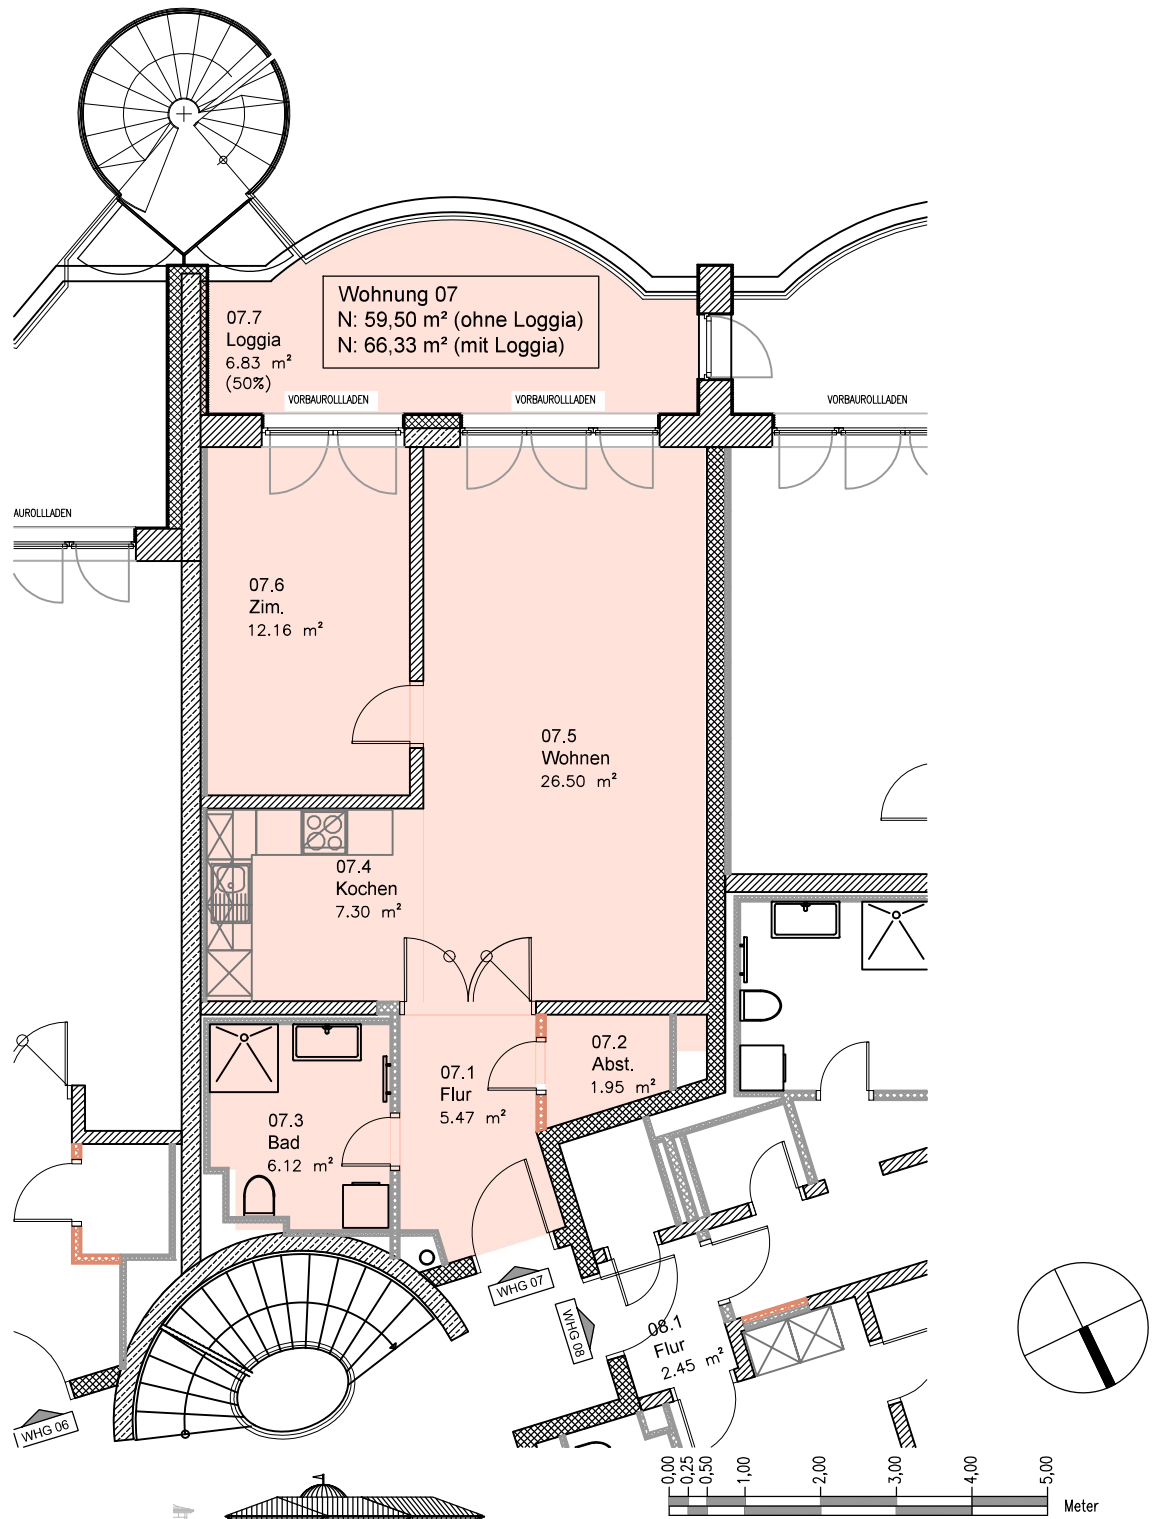 Wohnung 07
N: 59,50 m² (ohne Loggia)
N: 66,33 m² (mit Loggia)
07.7
Loggia
6.83 m²
(50%)
VORBAUROLLLADEN
VORBAUROLLLADEN
VORBAUROLLLADEN
AUROLLLADEN
07.6
Zim.
12.16 m²
07.5
Wohnen
26.50 m²
07.4
Kochen
7.30 m²
07.2
Abst.
1.95 m²
07.1
Flur
5.47 m²
07.3
Bad
6.12 m²
WHG 07
WHG 08
08.1
Flur
2.45 m²
WHG 06
0,00 0,25 0,50 1,00 2,00 3,00 4,00 5,00
Meter